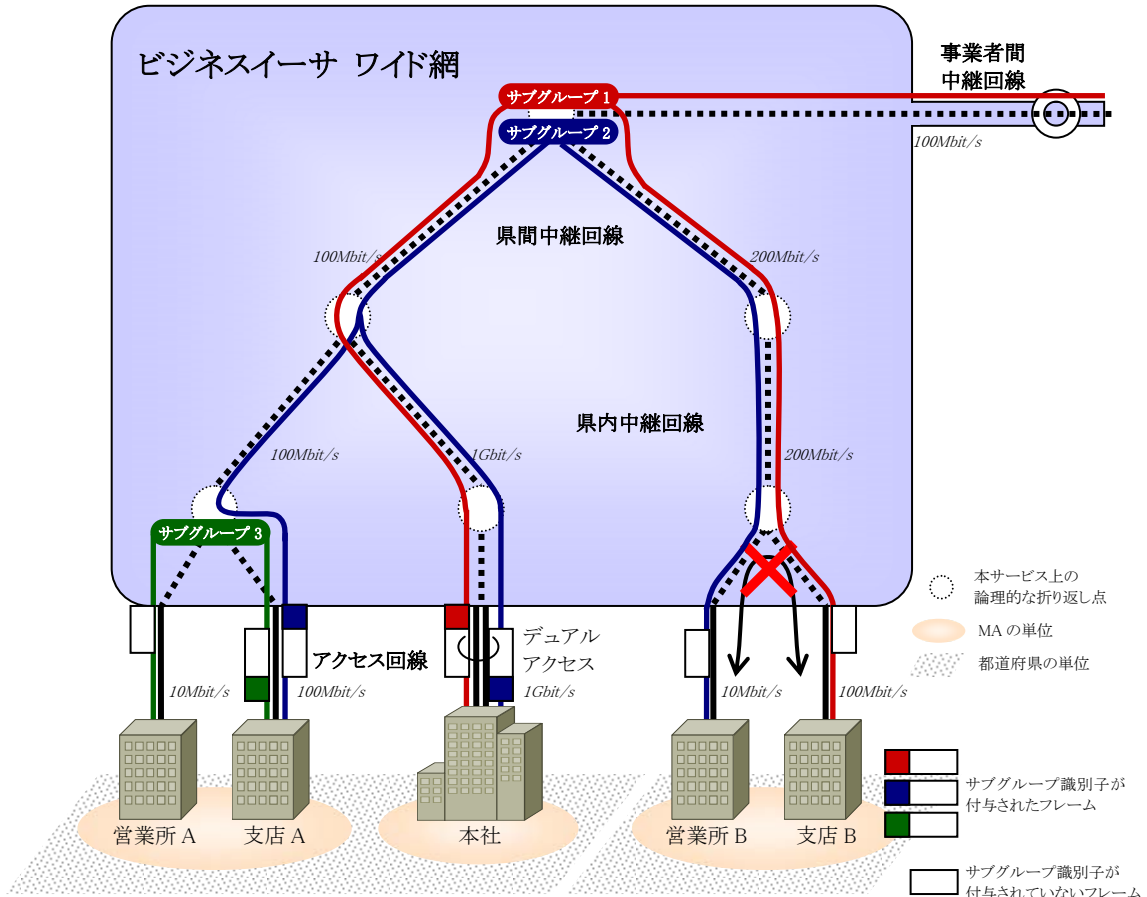 ビジネスイーサ ワイド網
事業者間
中継回線
サブグループ 1
サブグループ 2
100Mbit/s
県間中継回線
100Mbit/s
200Mbit/s
県内中継回線
100Mbit/s
1Gbit/s
200Mbit/s
サブグループ 3
本サービス上の
論理的な折り返し点
MA の単位
都道府県の単位
デュアル
アクセス
アクセス回線
10Mbit/s
100Mbit/s
1Gbit/s
10Mbit/s
100Mbit/s
サブグループ識別子が
付与されたフレーム
営業所 A
支店 A
本社
営業所 B
支店 B
サブグループ識別子が
付与されていないフレーム